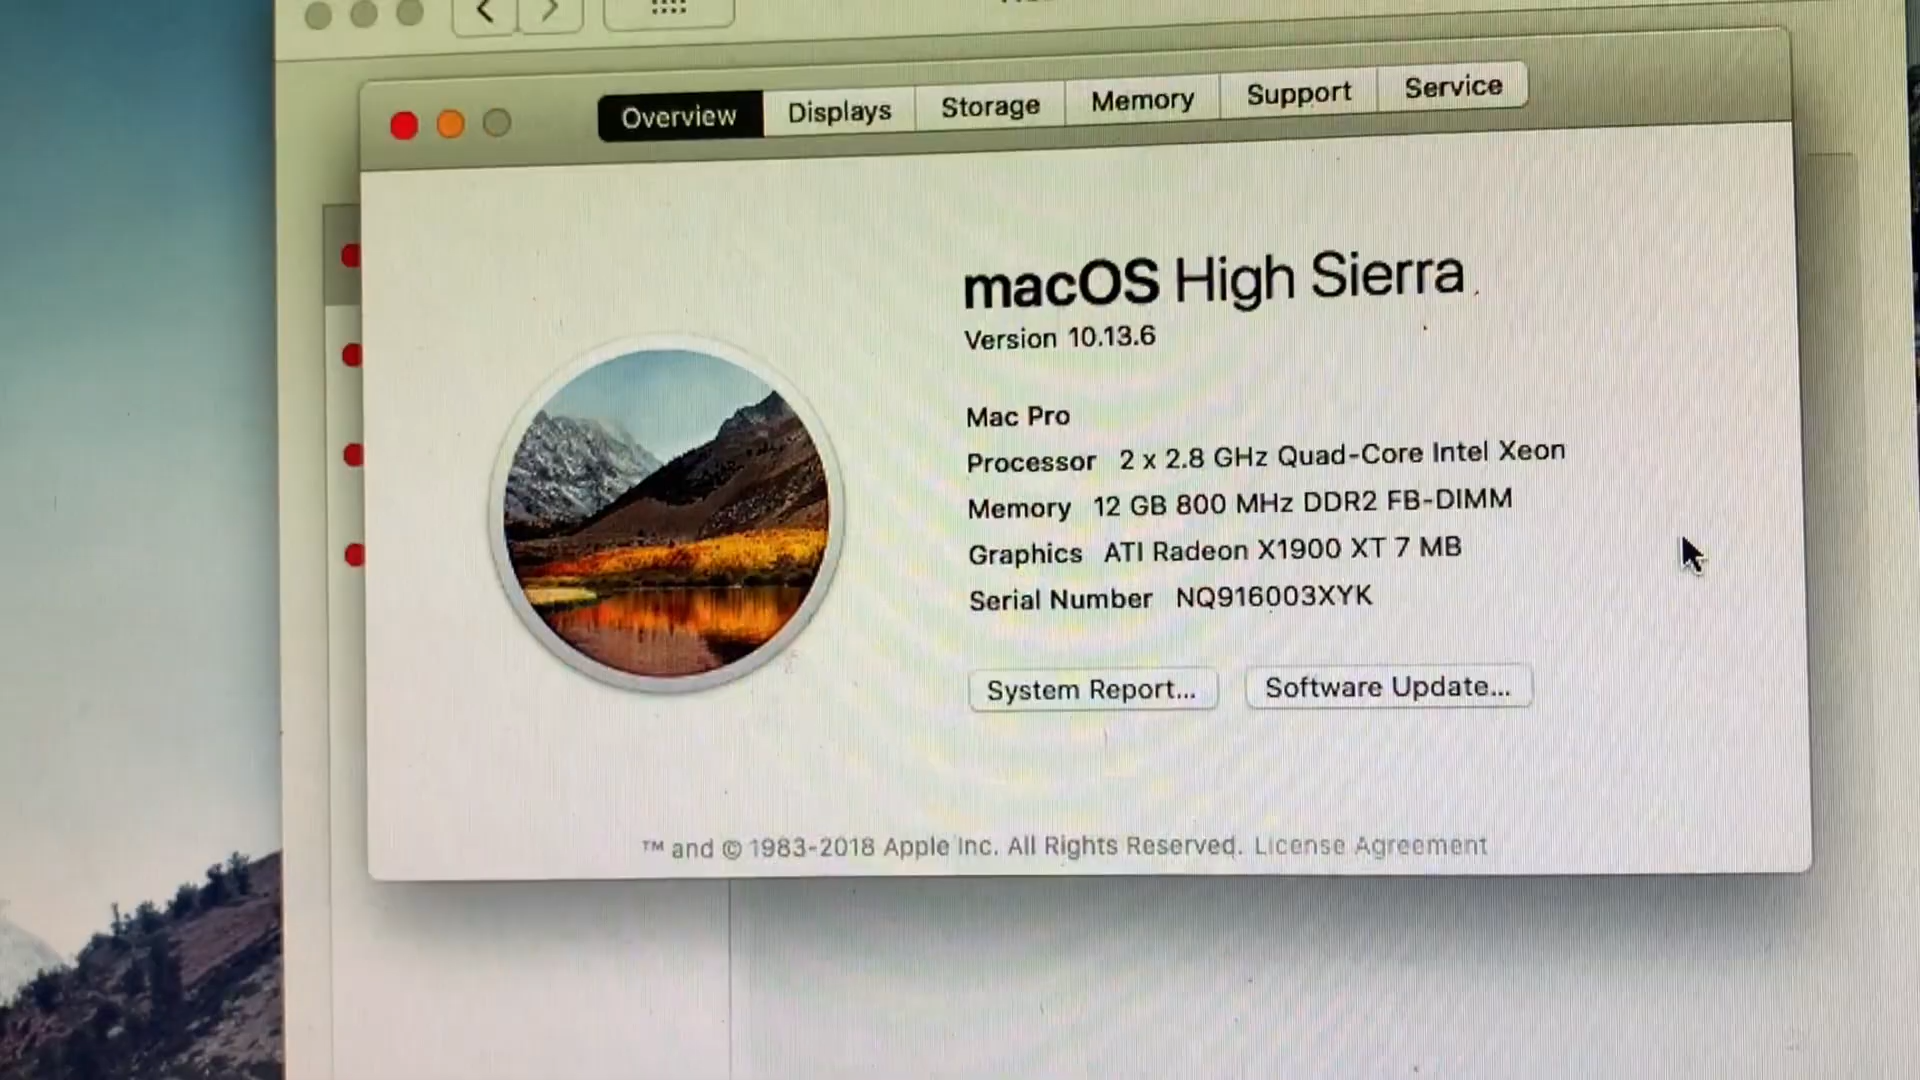 Overview Displays Storage Memory Support Service
macOS High Sierra
Version 10.13.6
Mac Pro
Processor 2 x 2.8 GHz Quad-Core Intel Xeon
Memory 12 GB 800 MHz DDR2 FB-DIMM
Graphics ATI Radeon X1900 XT 7 MB
Serial Number NQ916003XYK
System Report... Software Update...
™ and © 1983-2018 Apple Inc. All Rights Reserved. License Agreement